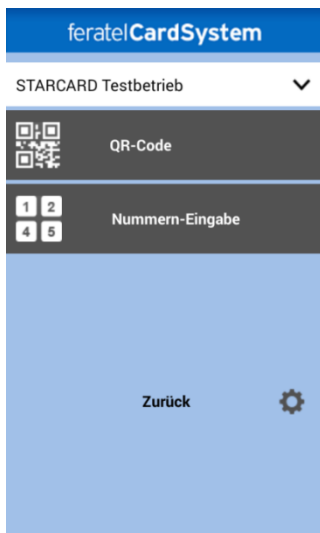 feratelCardSystem
STARCARD Testbetrieb
QR-Code
1 2
4 5
Nummern-Eingabe
Zurück